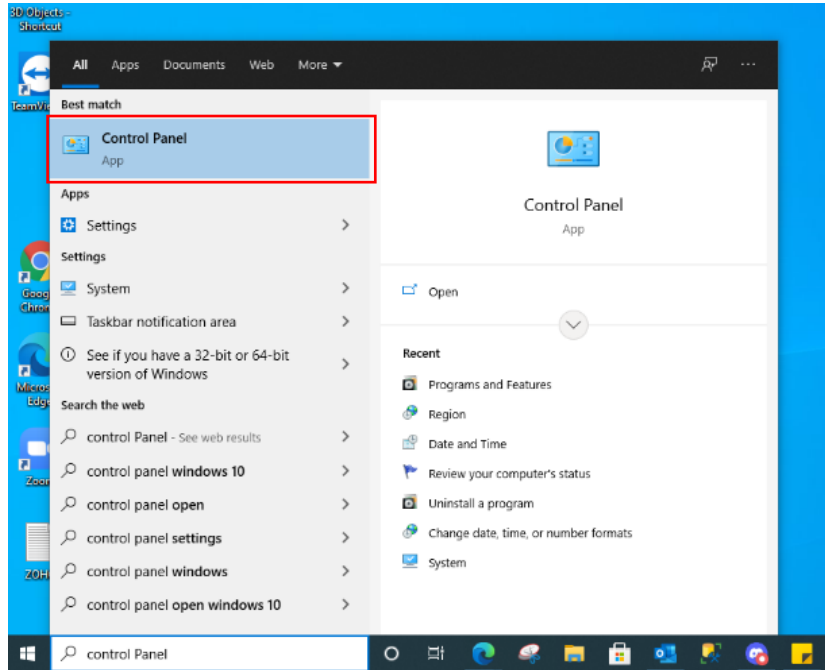 3D Objects -
Shortcut
All Apps Documents Web More
Best match
Control Panel
App
Apps
Settings
Settings
System
Taskbar notification area
See if you have a 32-bit or 64-bit
version of Windows
Search the web
control Panel - See web results
control panel windows 10
control panel open
control panel settings
control panel windows
control panel open windows 10
Control Panel
App
Open
Recent
Programs and Features
Region
Date and Time
Review your computer's status
Uninstall a program
Change date, time, or number formats
System
TeamVie
Goog
Chron
Micros
Edge
Zoom
ZOH
control Panel